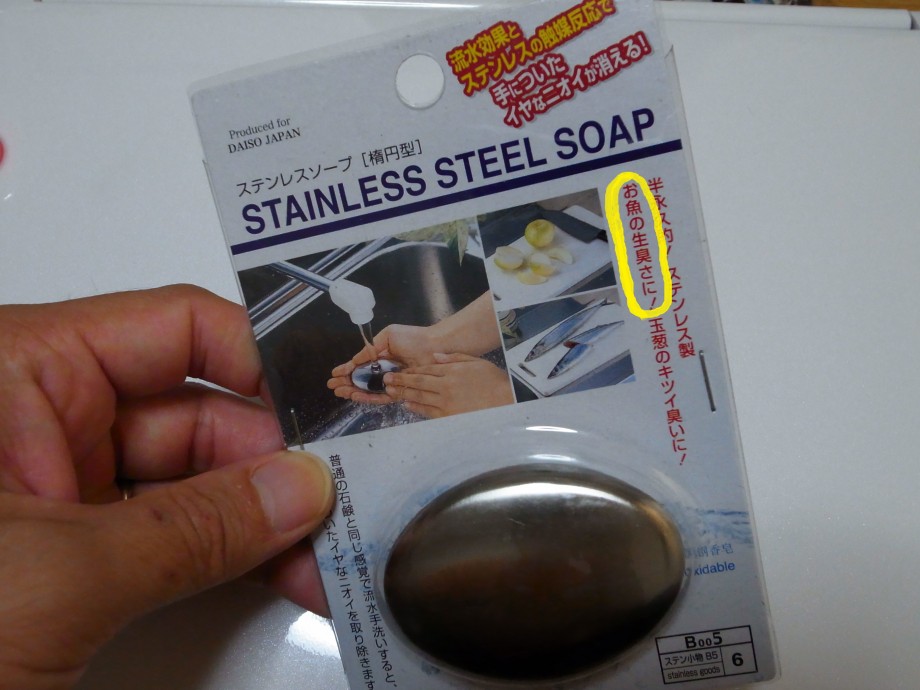 流水効果と
ステンレスの触媒反応で
手についた
イヤなニオイが消える!
Produced for
DAISO JAPAN
ステンレスソープ [楕円型]
STAINLESS STEEL SOAP
半永久的!ステンレス製
お魚の生臭さに!玉葱のキツイ臭いに!
普通の石鹸と同じ感覚で流水手洗いすると、
いたイヤなニオイを取り除きます
xidable
B005
ステン小物 B5
stainless goods
6